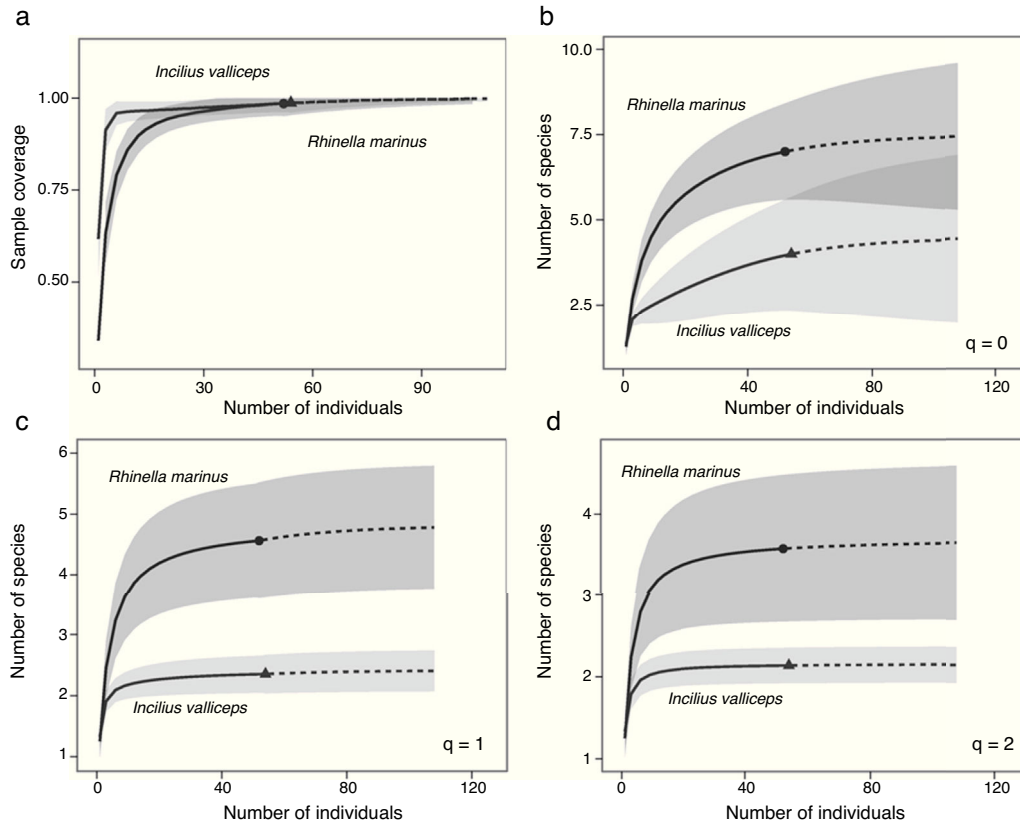 a
Incilius valliceps
1.00
Rhinella marinus
0.75
0.50
Sample coverage
0 30 60 90
Number of individuals
b
10.0
Rhinella marinus
7.5
5.0
2.5
Incilius valliceps
q = 0
Number of species
0 40 80 120
Number of individuals
c
6
Rhinella marinus
5
4
3
2
Incilius valliceps
1
q = 1
Number of species
0 40 80 120
Number of individuals
d
Rhinella marinus
4
3
2
Incilius valliceps
1
q = 2
Number of species
0 40 80 120
Number of individuals